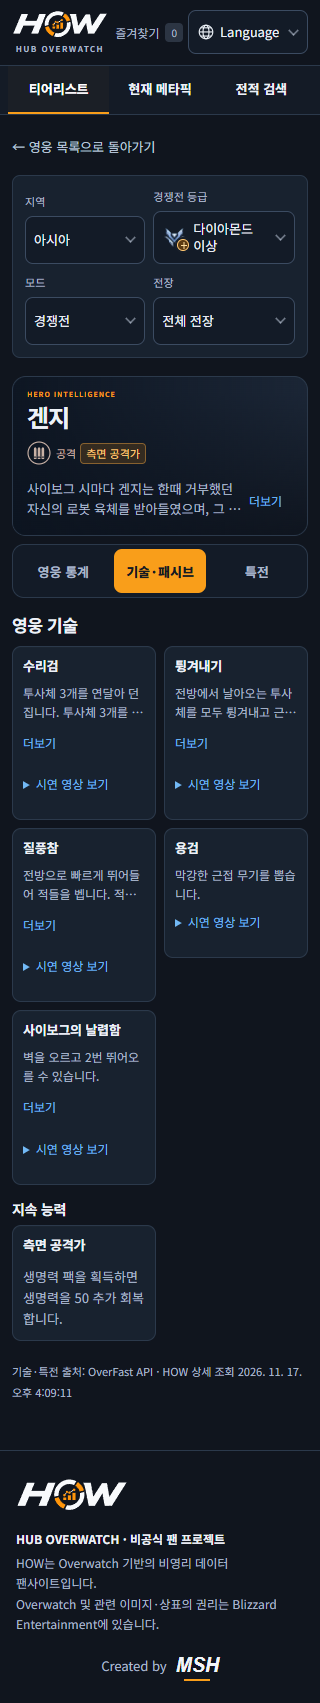 HOW
HUB OVERWATCH
즐겨찾기 0
Language
티어리스트 현재 메타픽 전적 검색
← 영웅 목록으로 돌아가기
지역
경쟁전 등급
아시아
다이아몬드
이상
모드
전장
경쟁전
전체 전장
HERO INTELLIGENCE
겐지
공격 측면 공격가
사이보그 시마다 겐지는 한때 거부했던
자신의 로봇 육체를 받아들였으며, 그 … 더보기
영웅 통계 기술·패시브 특전
영웅 기술
수리검
투사체 3개를 연달아 던
집니다. 투사체 3개를 …
더보기
▶ 시연 영상 보기
튕겨내기
전방에서 날아오는 투사
체를 모두 튕겨내고 근…
더보기
▶ 시연 영상 보기
질풍참
전방으로 빠르게 뛰어들
어 적들을 벱니다. 적…
더보기
▶ 시연 영상 보기
용검
막강한 근접 무기를 뽑습
니다.
▶ 시연 영상 보기
사이보그의 날렵함
벽을 오르고 2번 뛰어오
를 수 있습니다.
더보기
▶ 시연 영상 보기
지속 능력
측면 공격가
생명력 팩을 획득하면
생명력을 50 추가 회복
합니다.
기술·특전 출처: OverFast API · HOW 상세 조회 2026. 11. 17.
오후 4:09:11
HOW
HUB OVERWATCH · 비공식 팬 프로젝트
HOW는 Overwatch 기반의 비영리 데이터
팬사이트입니다.
Overwatch 및 관련 이미지·상표의 권리는 Blizzard
Entertainment에 있습니다.
Created by MSH